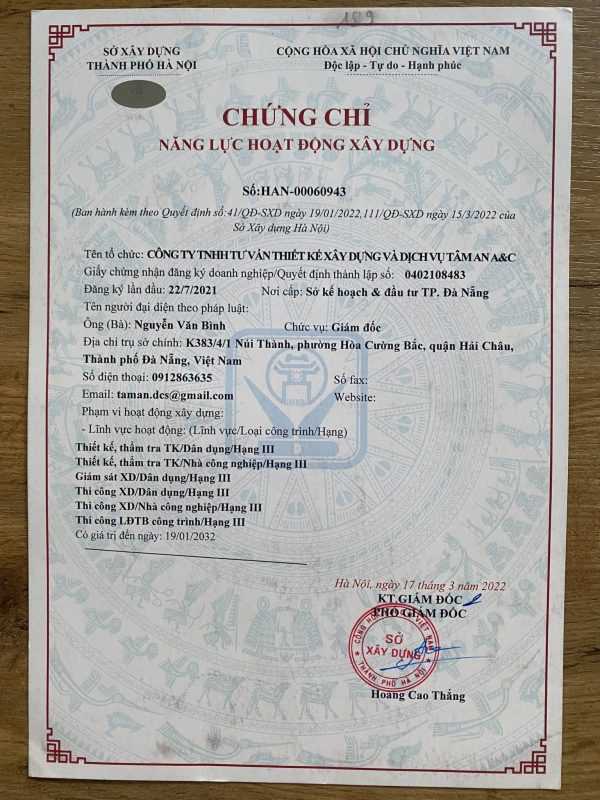 189
SỞ XÂY DỰNG
THÀNH PHỐ HÀ NỘI
CỘNG HÒA XÃ HỘI CHỦ NGHĨA VIỆT NAM
Độc lập - Tự do - Hạnh phúc
CHỨNG CHỈ
NĂNG LỰC HOẠT ĐỘNG XÂY DỰNG
Số:HAN-00060943
(Ban hành kèm theo Quyết định số:41/QĐ-SXD ngày 19/01/2022,111/QĐ-SXD ngày 15/3/2022 của
Sở Xây dựng Hà Nội)
Tên tổ chức: CÔNG TY TNHH TƯ VẤN THIẾT KẾ XÂY DỰNG VÀ DỊCH VỤ TÂM AN A&C
Giấy chứng nhận đăng ký doanh nghiệp/Quyết định thành lập số: 0402108483
Đăng ký lần đầu: 22/7/2021 Nơi cấp: Sở kế hoạch & đầu tư TP. Đà Nẵng
Tên người đại diện theo pháp luật:
Ông (Bà): Nguyễn Văn Bình Chức vụ: Giám đốc
Địa chỉ trụ sở chính: K383/4/1 Núi Thành, phường Hòa Cường Bắc, quận Hải Châu,
Thành phố Đà Nẵng, Việt Nam
Số điện thoại: 0912863635 Số fax:
Email: taman.dcs@gmail.com Website:
Phạm vi hoạt động xây dựng:
- Lĩnh vực hoạt động: (Lĩnh vực/Loại công trình/Hạng)
Thiết kế, thẩm tra TK/Dân dụng/Hạng III
Thiết kế, thẩm tra TK/Nhà công nghiệp/Hạng III
Giám sát XD/Dân dụng/Hạng III
Thi công XD/Dân dụng/Hạng III
Thi công XD/Nhà công nghiệp/Hạng III
Thi công LĐTB công trình/Hạng III
Có giá trị đến ngày: 19/01/2032
HANOI
Hà Nội, ngày 17 tháng 3 năm 2022
KT.GIÁM ĐỐC
PHÓ GIÁM ĐỐC
SỞ
XÂY DỰNG
THÀNH PHỐ HÀ NỘI
Hoàng Cao Thắng